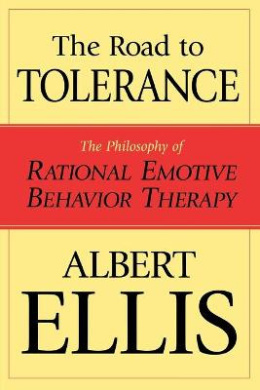 The Road to
TOLERANCE
The Philosophy of
RATIONAL EMOTIVE
BEHAVIOR THERAPY
ALBERT
ELLIS